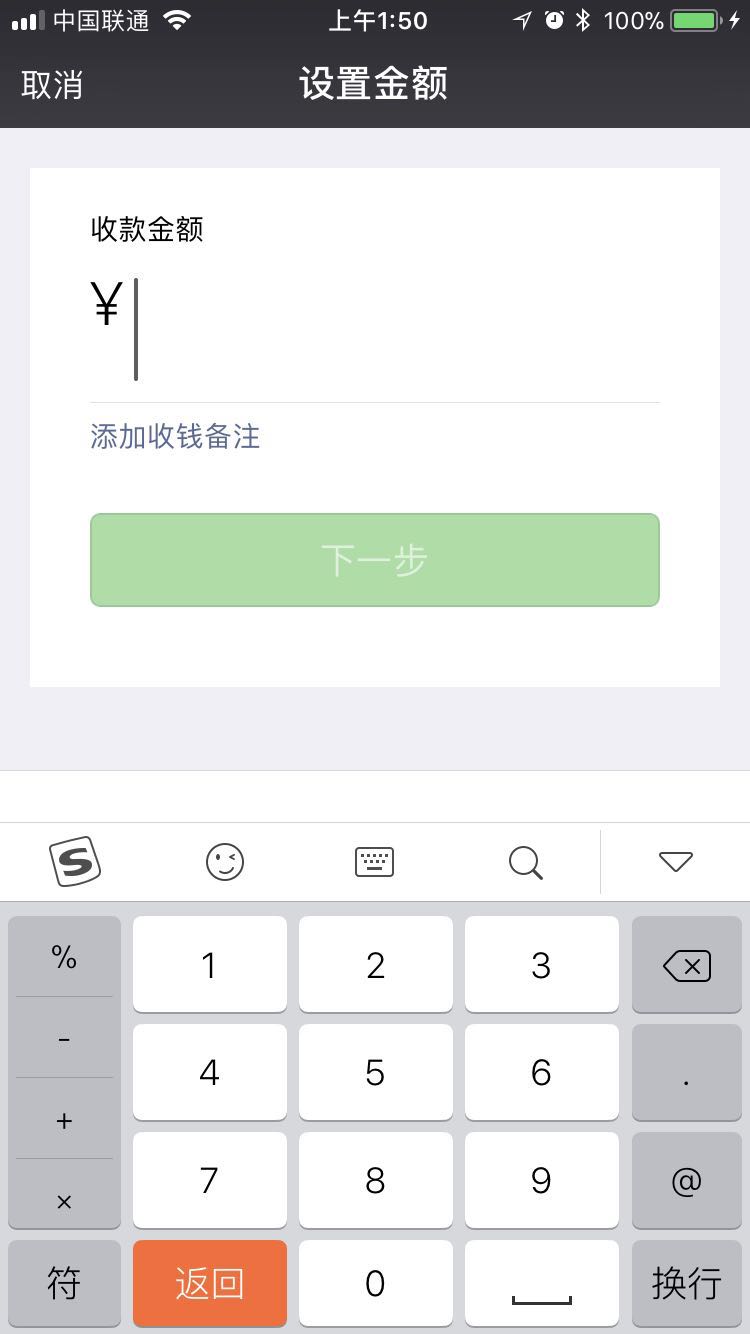 中国联通 上午1:50 100%
取消 设置金额
收款金额
¥
添加收钱备注
下一步
S
% 1 2 3
- 4 5 6 .
+ 7 8 9 @
×
符 返回 0 换行